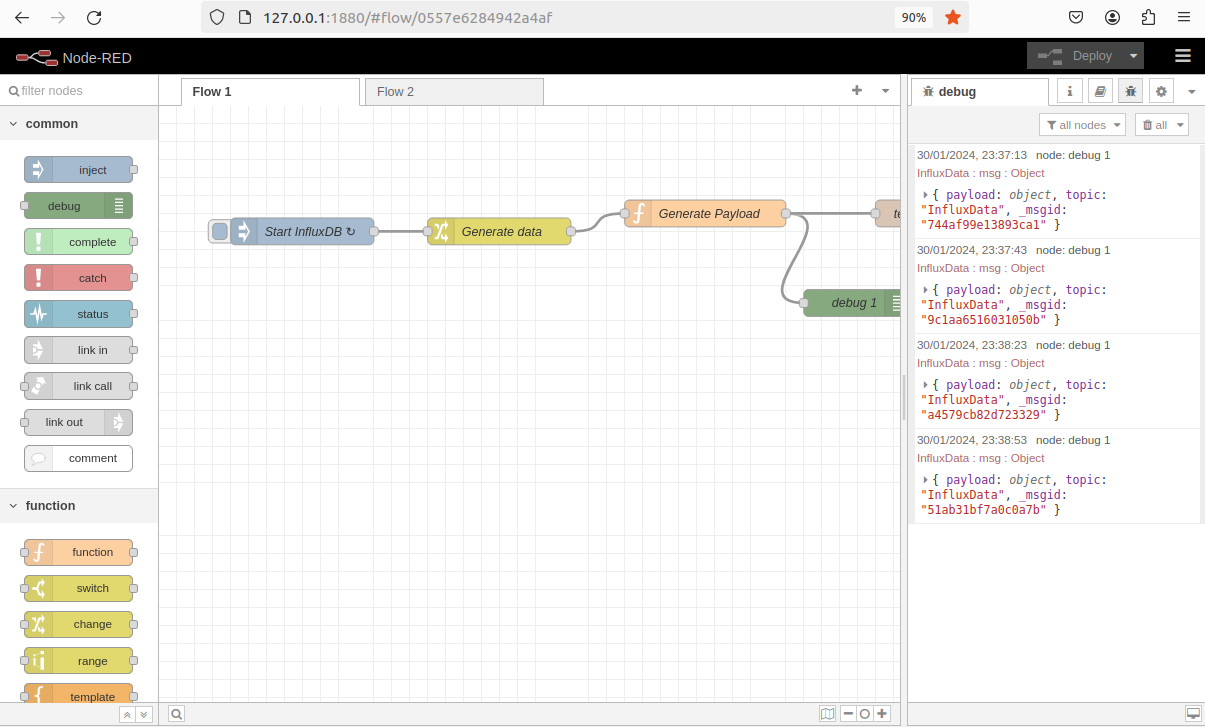 127.0.0.1:1880/#flow/0557e6284942a4af
90%
Node-RED
Deploy
filter nodes
Flow 1
Flow 2
debug
i
common
all nodes
all
inject
debug
complete
catch
status
link in
link call
link out
comment
function
function
switch
change
range
template
Start InfluxDB ↻
Generate data
Generate Payload
debug 1
30/01/2024, 23:37:13 node: debug 1
InfluxData : msg : Object
{ payload: object, topic:
"InfluxData", _msgid:
"744af99e13893ca1" }
30/01/2024, 23:37:43 node: debug 1
InfluxData : msg : Object
{ payload: object, topic:
"InfluxData", _msgid:
"9c1aa6516031050b" }
30/01/2024, 23:38:23 node: debug 1
InfluxData : msg : Object
{ payload: object, topic:
"InfluxData", _msgid:
"a4579cb82d723329" }
30/01/2024, 23:38:53 node: debug 1
InfluxData : msg : Object
{ payload: object, topic:
"InfluxData", _msgid:
"51ab31bf7a0c0a7b" }